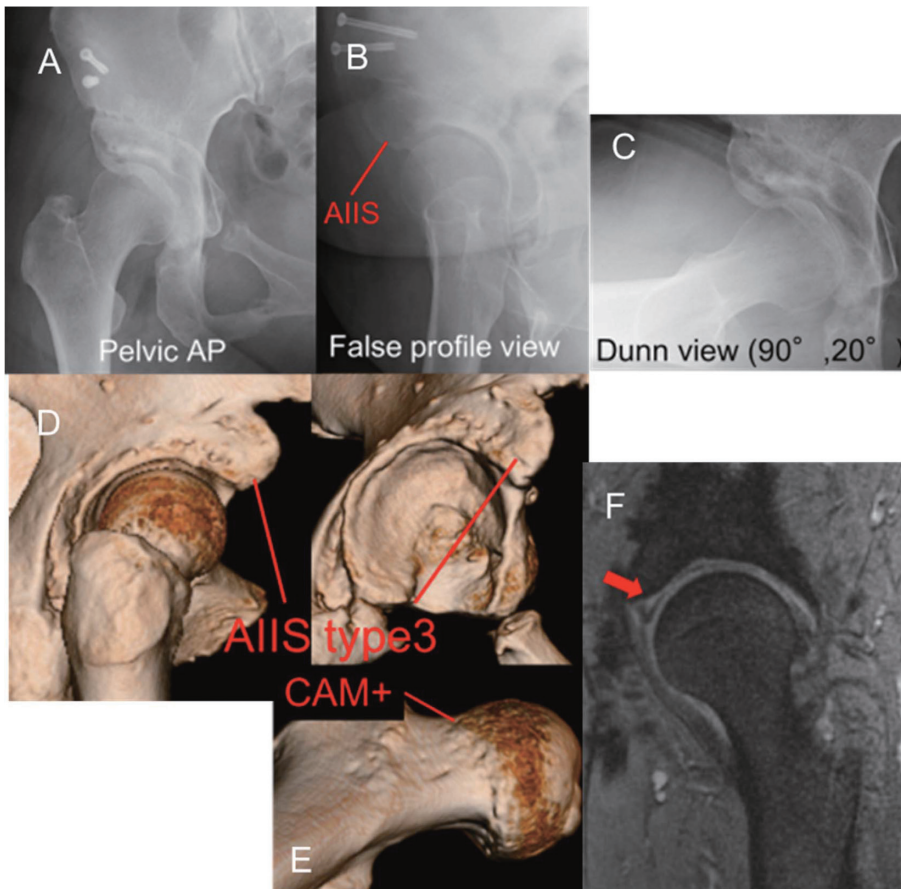 A
B
C
AIIS
Pelvic AP
False profile view
Dunn view (90° ,20° )
D
AIIS type3
CAM+
E
F